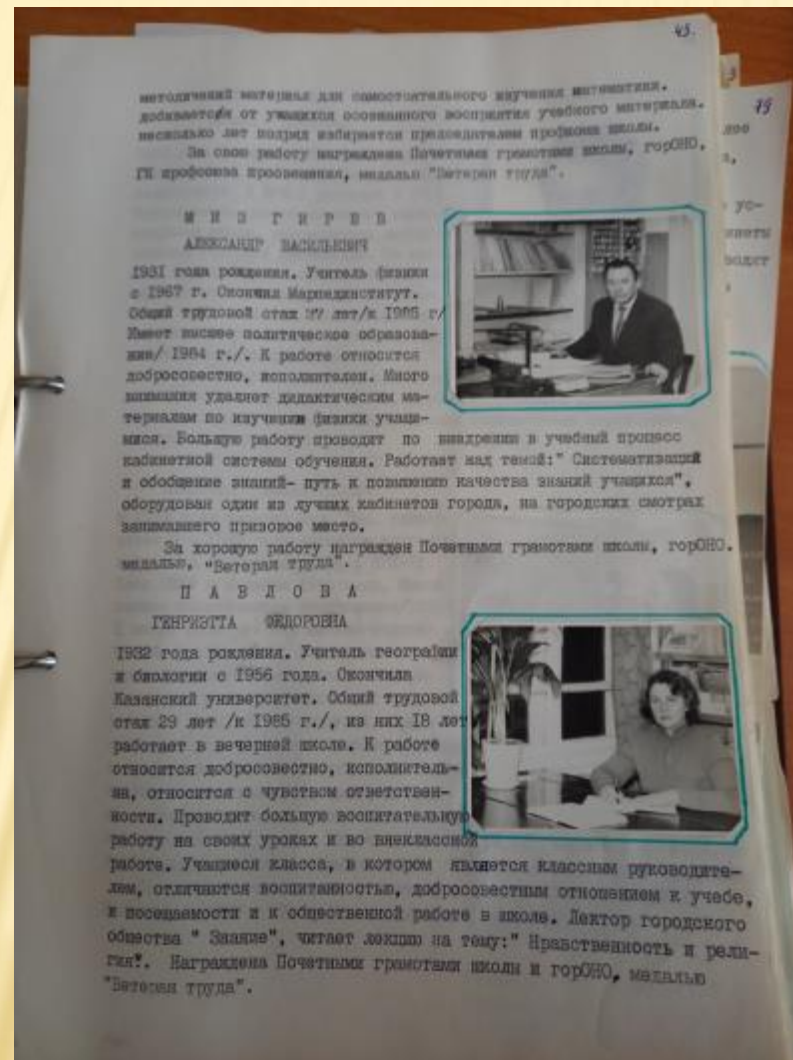 49.
методический материал для самостоятельного изучения математики.
добивается от учащихся осознанного восприятия учебного материала.
несколько лет подряд избирается председателем профкома школы.
За свою работу награждена Почетными грамотами школы, горОНО,
ГК профсоюза просвещения, медалью "Ветеран труда".
М И З Г И Р Е В
АЛЕКСАНДР ВАСИЛЬЕВИЧ
1931 года рождения. Учитель физики
с 1967 г. Окончил Марпединститут.
Общий трудовой стаж лет/к 1985 г/
Имеет высшее политическое образова-
ние/ 1984 г./. К работе относится
добросовестно, исполнителен. Много
внимания уделяет дидактическим ма-
териалам по изучению физики учащи-
мися. Большую работу проводит по внедрению в учебный процесс
кабинетной системы обучения. Работает над темой:" Систематизация
и обобщение знаний- путь к повышению качества знаний учащихся",
оборудован один из лучших кабинетов города, на городских смотрах
занимавшего призовое место.
За хорошую работу награжден Почетными грамотами школы, горОНО.
медалью, "Ветеран труда".
П А В Л О В А
ГЕНРИЭТТА ФЕДОРОВНА
1932 года рождения. Учитель географии
и биологии с 1956 года. Окончила
Казанский университет. Общий трудовой
стаж 29 лет /к 1985 г./, из них 18 лет
работает в вечерней школе. К работе
относится добросовестно, исполнитель-
на, относится с чувством ответствен-
ности. Проводит большую воспитательную
работу на своих уроках и во внеклассной
работе. Учащиеся класса, в котором является классным руководите-
лем, отличаются воспитанностью, добросовестным отношением к учебе,
к посещаемости и к общественной работе в школе. Лектор городского
общества " Знание", читает лекцию на тему:" Нравственность и рели-
гия". Награждена Почетными грамотами школы и горОНО, медалью
"Ветеран труда".
79
ус-